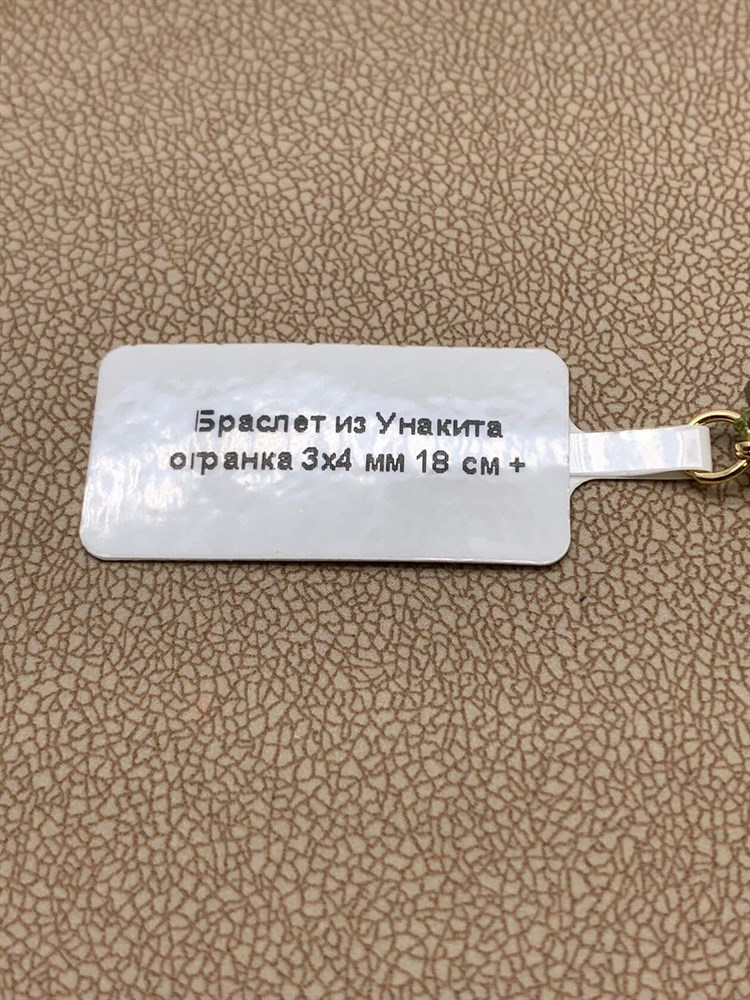 Браслет из Унакита
огранка 3х4 мм 18 см +